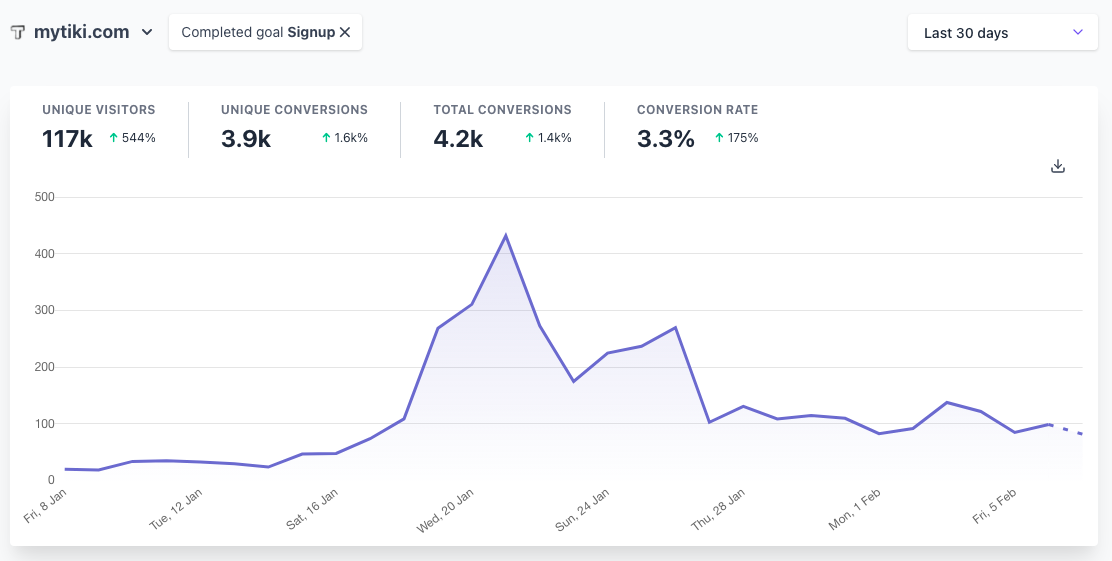 mytiki.com
Completed goal Signup
Last 30 days
UNIQUE VISITORS
117k 544%
UNIQUE CONVERSIONS
3.9k 1.6k%
TOTAL CONVERSIONS
4.2k 1.4k%
CONVERSION RATE
3.3% 175%
500
400
300
200
100
0
Fri, 8 Jan
Tue, 12 Jan
Sat, 16 Jan
Wed, 20 Jan
Sun, 24 Jan
Thu, 28 Jan
Mon, 1 Feb
Fri, 5 Feb